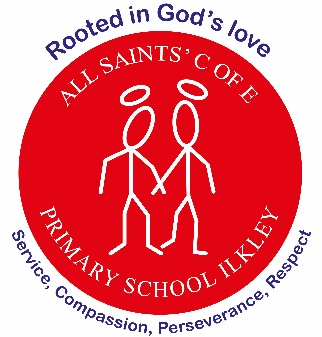 Rooted in God's love
ALL SAINTS' C OF E
PRIMARY SCHOOL ILKLEY
Service, Compassion, Perseverance, Respect